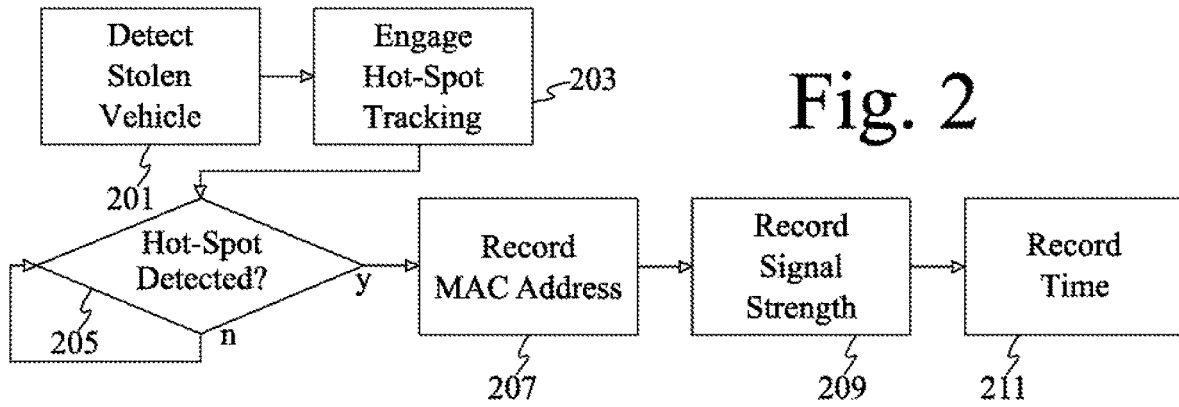 Detect
Stolen
Vehicle
Engage
Hot-Spot
Tracking
203
Fig. 2
201
Hot-Spot
Detected?
y
n
205
Record
MAC Address
207
Record
Signal
Strength
209
Record
Time
211